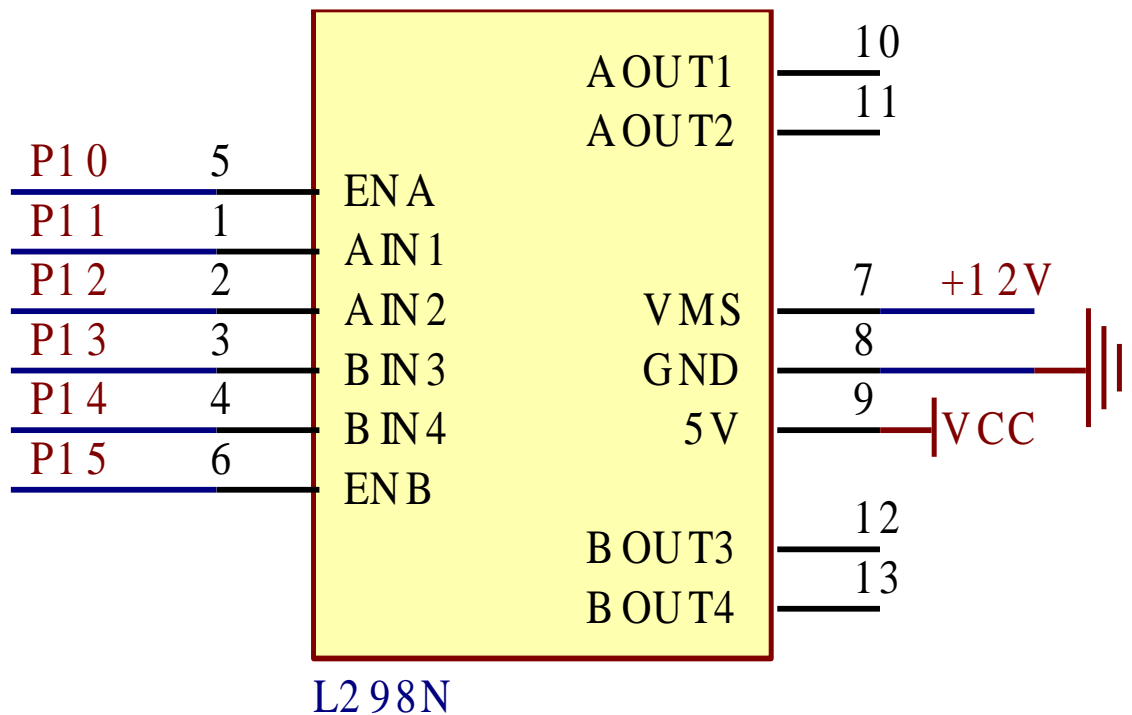 10
AOUT1
11
AOUT2
P10 5
ENA
P11 1
AIN1
P12 2 7 +12V
AIN2 VMS
P13 3 8
BIN3 GND
P14 4 9
BIN4 5V VCC
P15 6
ENB
12
BOUT3
13
BOUT4
L298N